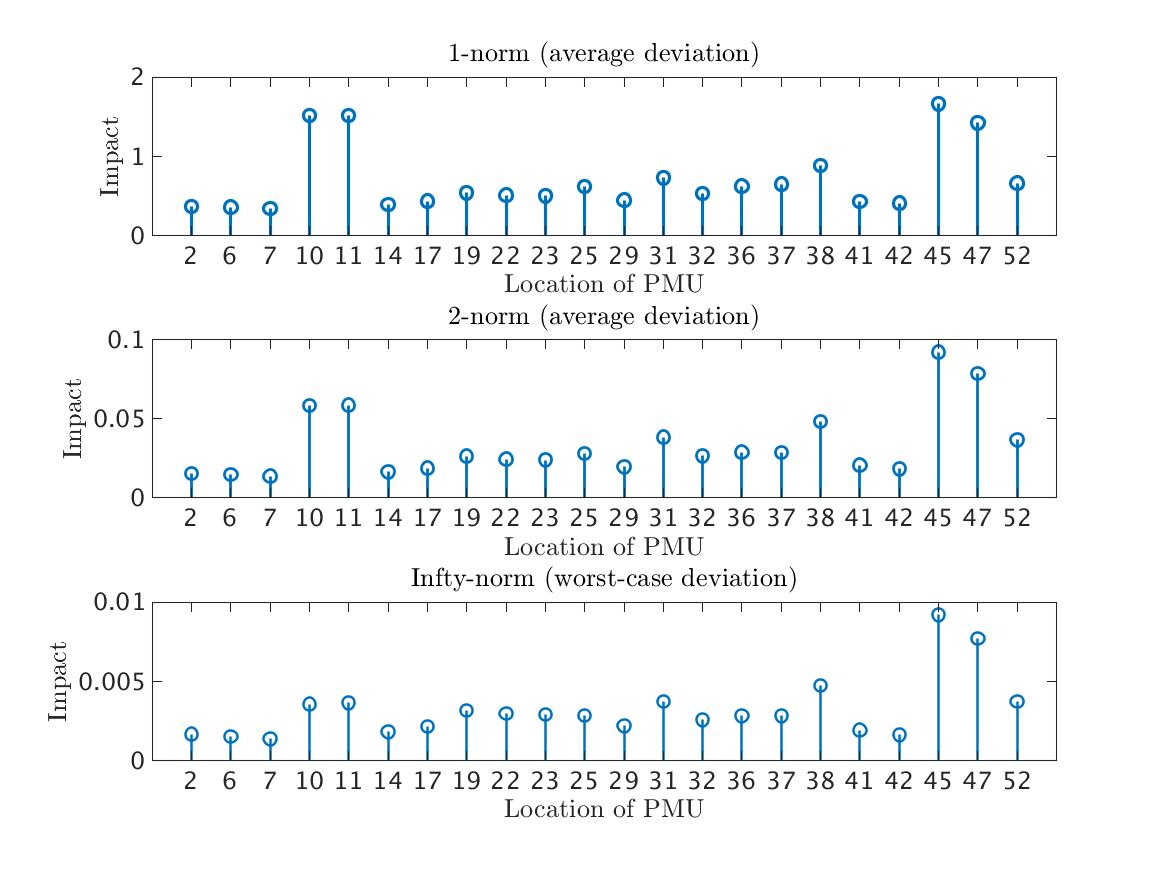 1-norm (average deviation)
2
1
0
Impact
2 6 7 10 11 14 17 19 22 23 25 29 31 32 36 37 38 41 42 45 47 52
Location of PMU
2-norm (average deviation)
0.1
0.05
0
Impact
2 6 7 10 11 14 17 19 22 23 25 29 31 32 36 37 38 41 42 45 47 52
Location of PMU
Infty-norm (worst-case deviation)
0.01
0.005
0
Impact
2 6 7 10 11 14 17 19 22 23 25 29 31 32 36 37 38 41 42 45 47 52
Location of PMU